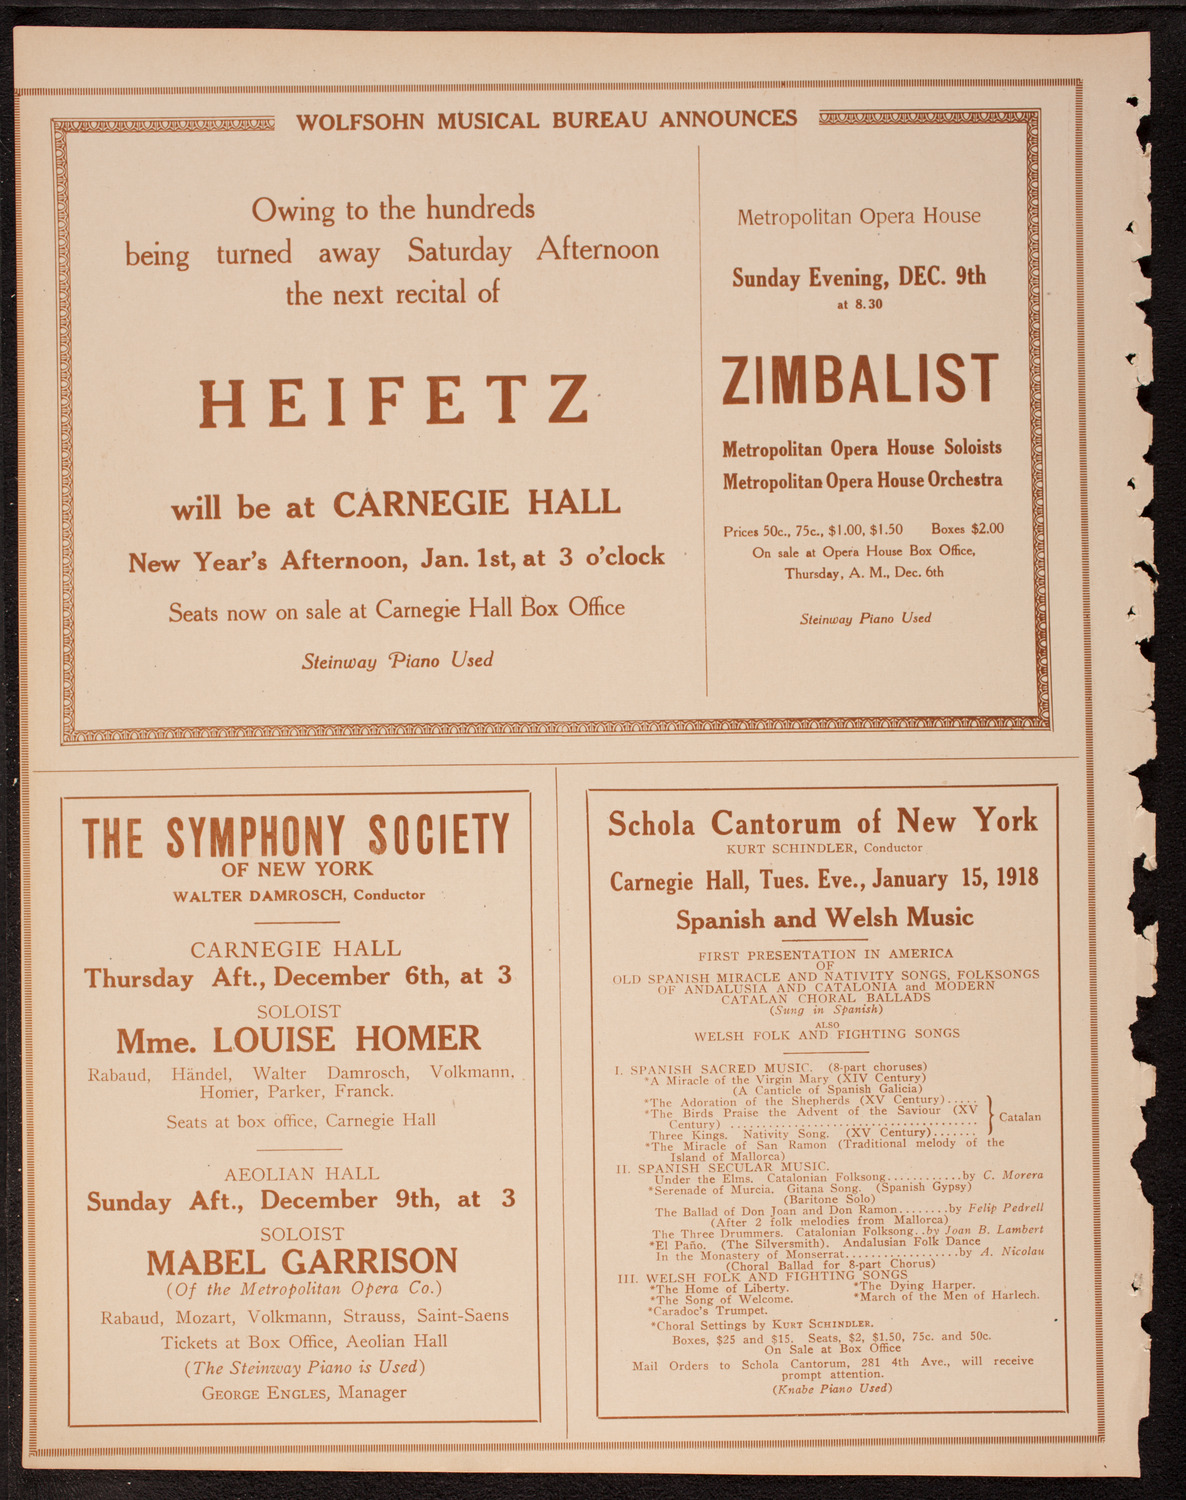 WOLFSOHN MUSICAL BUREAU ANNOUNCES
Owing to the hundreds
being turned away Saturday Afternoon
the next recital of
HEIFETZ
will be at CARNEGIE HALL
New Year's Afternoon, Jan. 1st, at 3 o'clock
Seats now on sale at Carnegie Hall Box Office
Steinway Piano Used
Metropolitan Opera House
Sunday Evening, DEC. 9th
at 8.30
ZIMBALIST
Metropolitan Opera House Soloists
Metropolitan Opera House Orchestra
Prices 50c., 75c., $1.00, $1.50 Boxes $2.00
On sale at Opera House Box Office,
Thursday, A. M., Dec. 6th
Steinway Piano Used
THE SYMPHONY SOCIETY
OF NEW YORK
WALTER DAMROSCH, Conductor
CARNEGIE HALL
Thursday Aft., December 6th, at 3
SOLOIST
Mme. LOUISE HOMER
Rabaud, Händel, Walter Damrosch, Volkmann,
Homer, Parker, Franck.
Seats at box office, Carnegie Hall
AEOLIAN HALL
Sunday Aft., December 9th, at 3
SOLOIST
MABEL GARRISON
(Of the Metropolitan Opera Co.)
Rabaud, Mozart, Volkmann, Strauss, Saint-Saens
Tickets at Box Office, Aeolian Hall
(The Steinway Piano is Used)
GEORGE ENGLES, Manager
Schola Cantorum of New York
KURT SCHINDLER, Conductor
Carnegie Hall, Tues. Eve., January 15, 1918
Spanish and Welsh Music
FIRST PRESENTATION IN AMERICA
OF
OLD SPANISH MIRACLE AND NATIVITY SONGS, FOLKSONGS
OF ANDALUSIA AND CATALONIA and MODERN
CATALAN CHORAL BALLADS
(Sung in Spanish)
ALSO
WELSH FOLK AND FIGHTING SONGS
I. SPANISH SACRED MUSIC. (8-part choruses)
*A Miracle of the Virgin Mary (XIV Century)
(A Canticle of Spanish Galicia)
*The Adoration of the Shepherds (XV Century).....
*The Birds Praise the Advent of the Saviour (XV
Century) ......................................
Three Kings. Nativity Song. (XV Century).......
} Catalan
*The Miracle of San Ramon (Traditional melody of the
Island of Mallorca)
II. SPANISH SECULAR MUSIC.
Under the Elms. Catalonian Folksong............by C. Morera
*Serenade of Murcia. Gitana Song. (Spanish Gypsy)
(Baritone Solo)
The Ballad of Don Joan and Don Ramon........by Felip Pedrell
(After 2 folk melodies from Mallorca)
The Three Drummers. Catalonian Folksong..by Joan B. Lambert
*El Paño. (The Silversmith). Andalusian Folk Dance
In the Monastery of Monserrat..................by A. Nicolau
(Choral Ballad for 8-part Chorus)
III. WELSH FOLK AND FIGHTING SONGS
*The Home of Liberty. *The Dying Harper.
*The Song of Welcome. *March of the Men of Harlech.
*Caradoc's Trumpet.
*Choral Settings by KURT SCHINDLER.
Boxes, $25 and $15. Seats, $2, $1.50, 75c. and 50c.
On Sale at Box Office
Mail Orders to Schola Cantorum, 281 4th Ave., will receive
prompt attention.
(Knabe Piano Used)